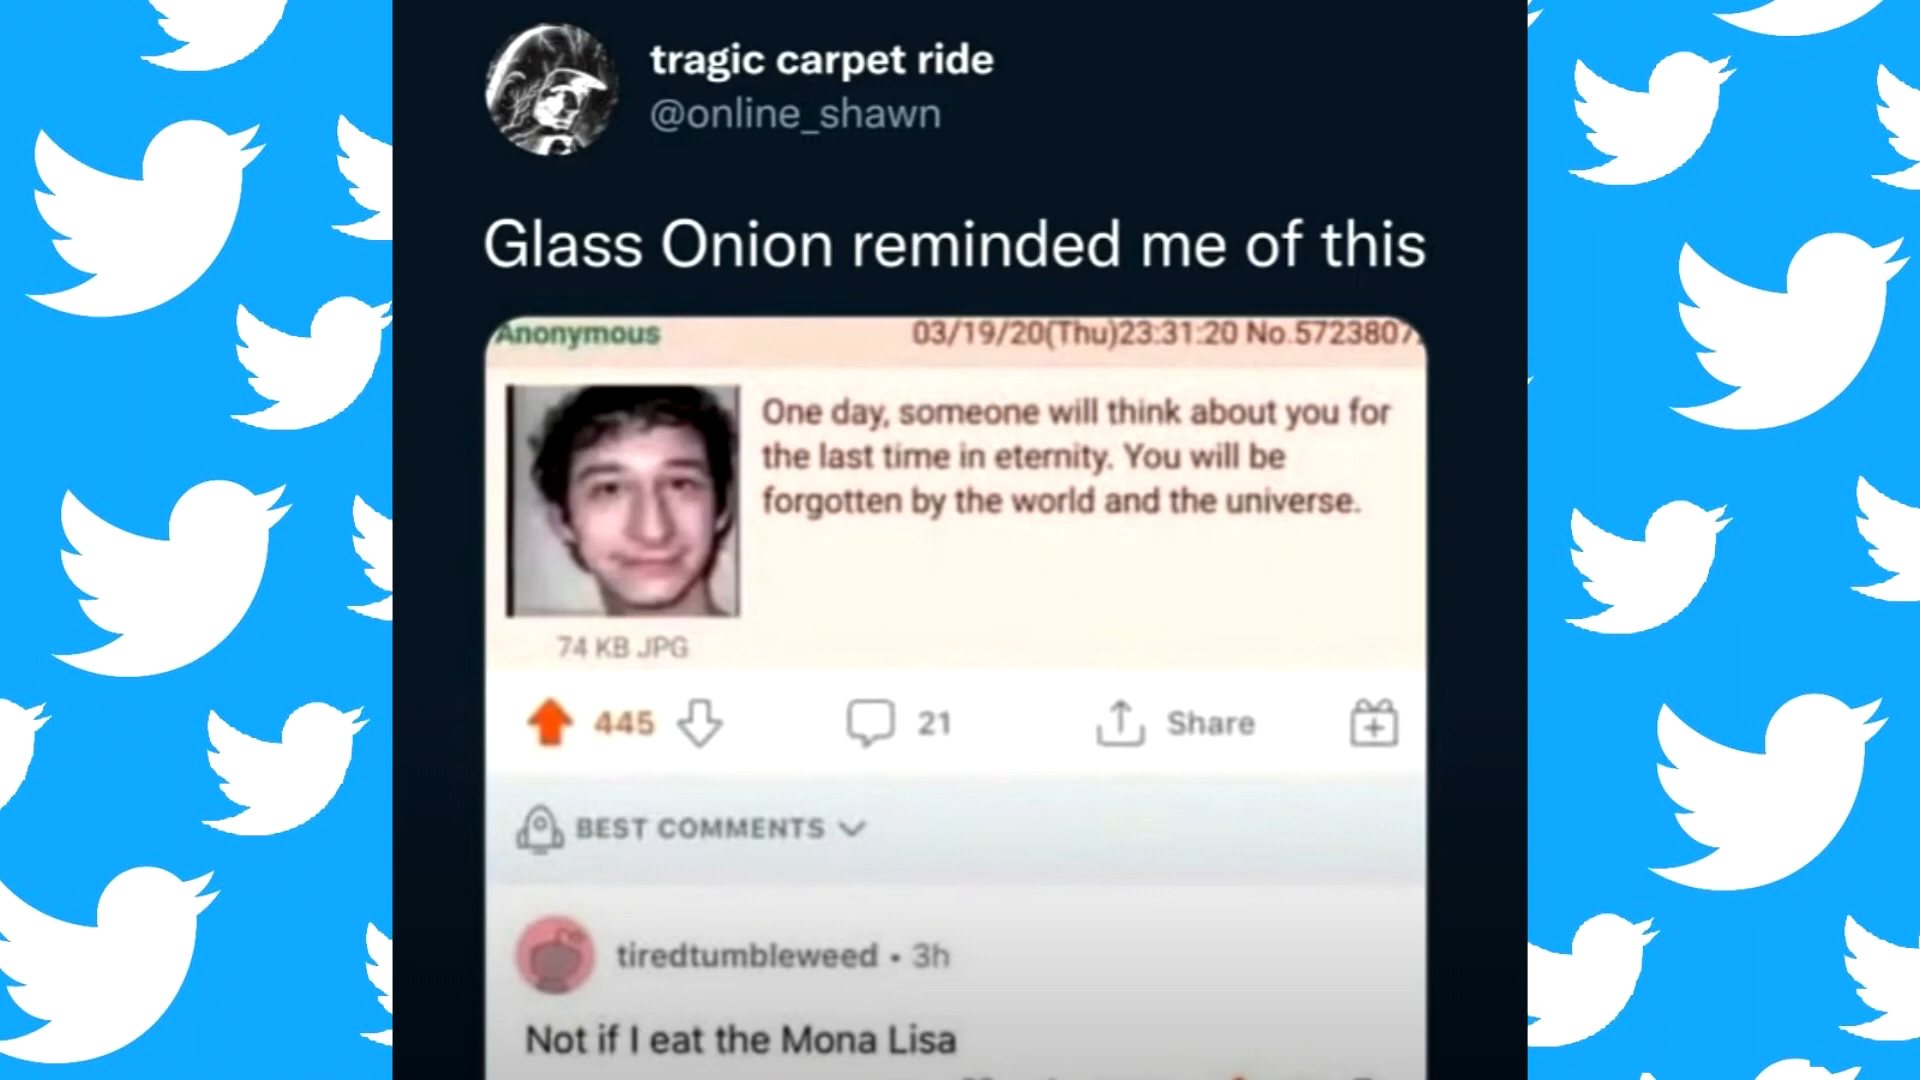 tragic carpet ride
@online_shawn
Glass Onion reminded me of this
Anonymous 03/19/20(Thu)23:31:20 No.5723807
One day, someone will think about you for
the last time in eternity. You will be
forgotten by the world and the universe.
74 KB JPG
445 21 Share
BEST COMMENTS
tiredtumbleweed • 3h
Not if I eat the Mona Lisa